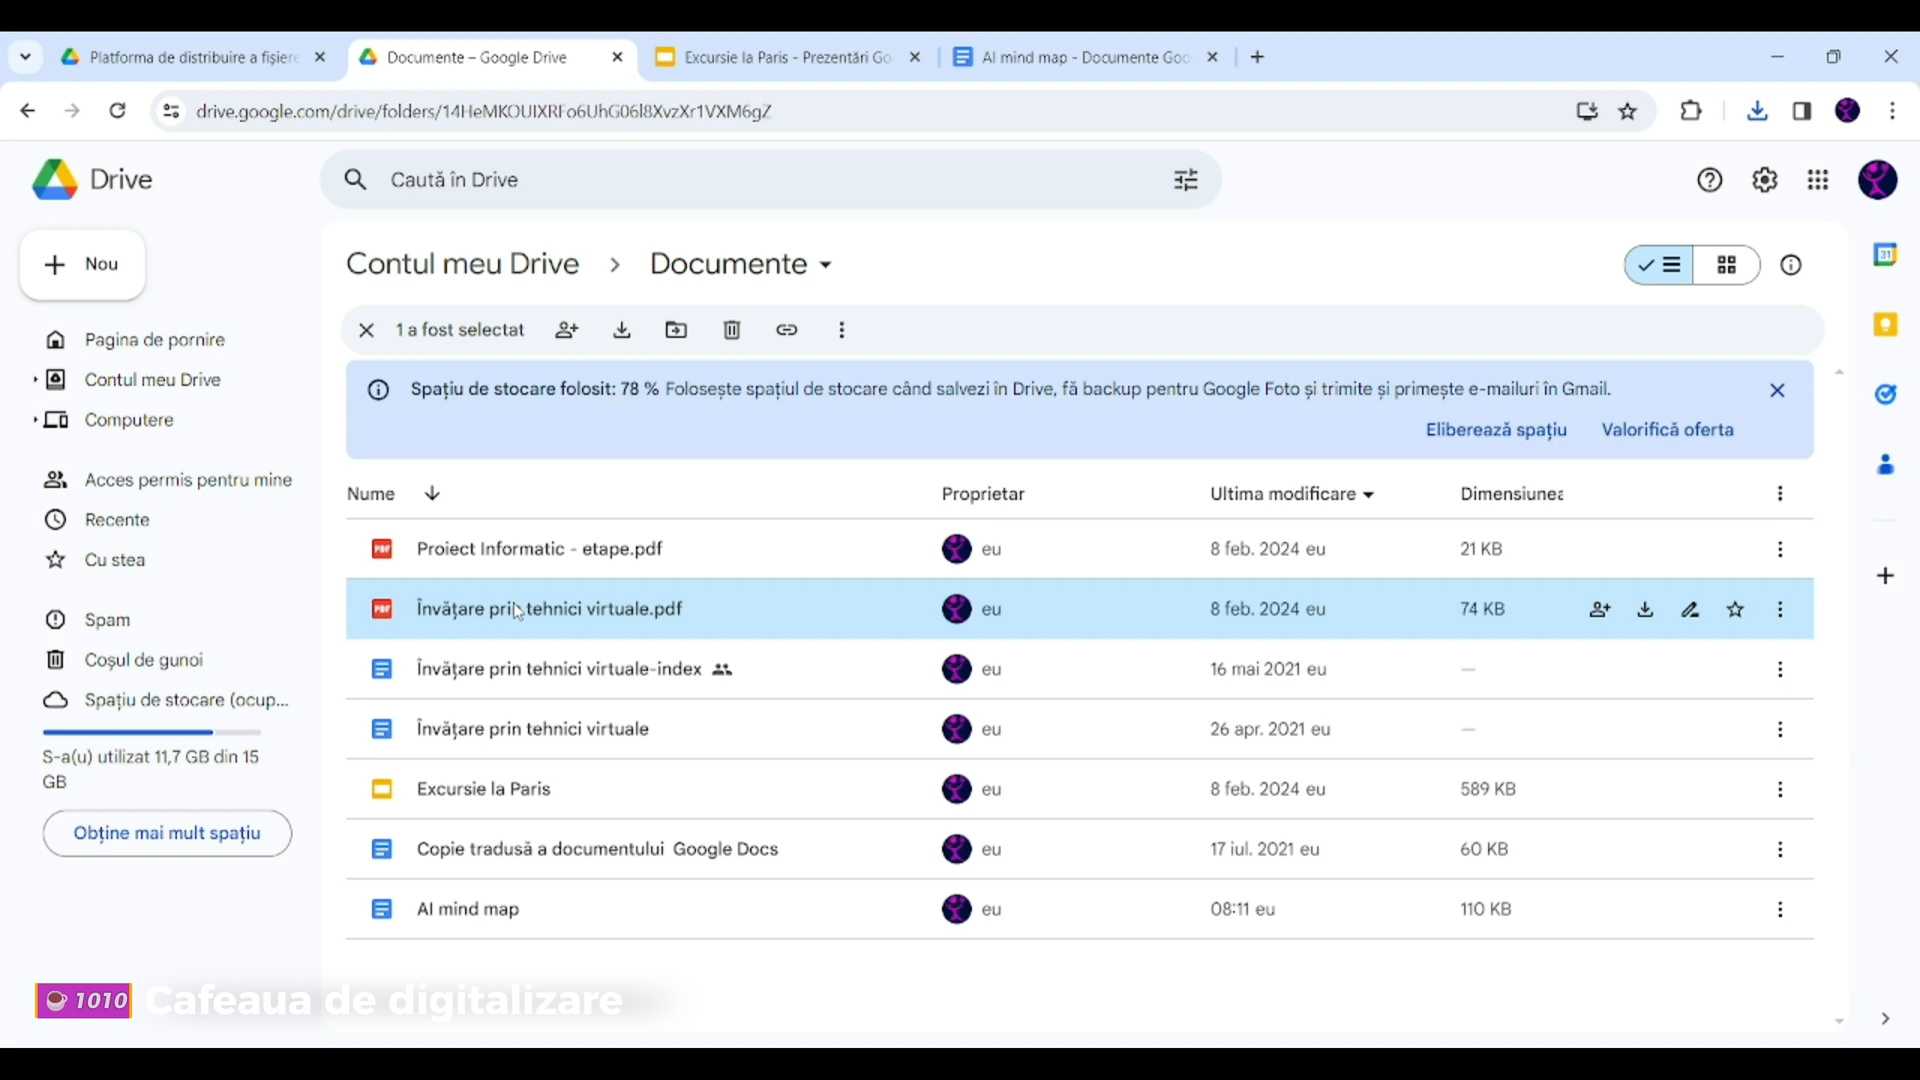 Platforma de distribuire a fișiere
Documente – Google Drive
Excursie la Paris - Prezentări Go
AI mind map - Documente Goo
drive.google.com/drive/folders/14HeMKOUIXRFo6UhG06l8XvzXr1VXM6gZ
Drive
Caută în Drive
Nou
Contul meu Drive
Documente
Pagina de pornire
Contul meu Drive
Computere
Acces permis pentru mine
Recente
Cu stea
Spam
Coșul de gunoi
Spațiu de stocare (ocup...
S-a(u) utilizat 11,7 GB din 15
GB
Obține mai mult spațiu
1 a fost selectat
Spațiu de stocare folosit: 78 % Folosește spațiul de stocare când salvezi în Drive, fă backup pentru Google Foto și trimite și primește e-mailuri în Gmail.
Eliberează spațiu Valorifică oferta
Nume Proprietar Ultima modificare Dimensiunea
PDF Proiect Informatic - etape.pdf eu 8 feb. 2024 eu 21 KB
PDF Învățare prin tehnici virtuale.pdf eu 8 feb. 2024 eu 74 KB
Învățare prin tehnici virtuale-index eu 16 mai 2021 eu —
Învățare prin tehnici virtuale eu 26 apr. 2021 eu —
Excursie la Paris eu 8 feb. 2024 eu 589 KB
Copie tradusă a documentului Google Docs eu 17 iul. 2021 eu 60 KB
AI mind map eu 08:11 eu 110 KB
31
1010 Cafeaua de digitalizare